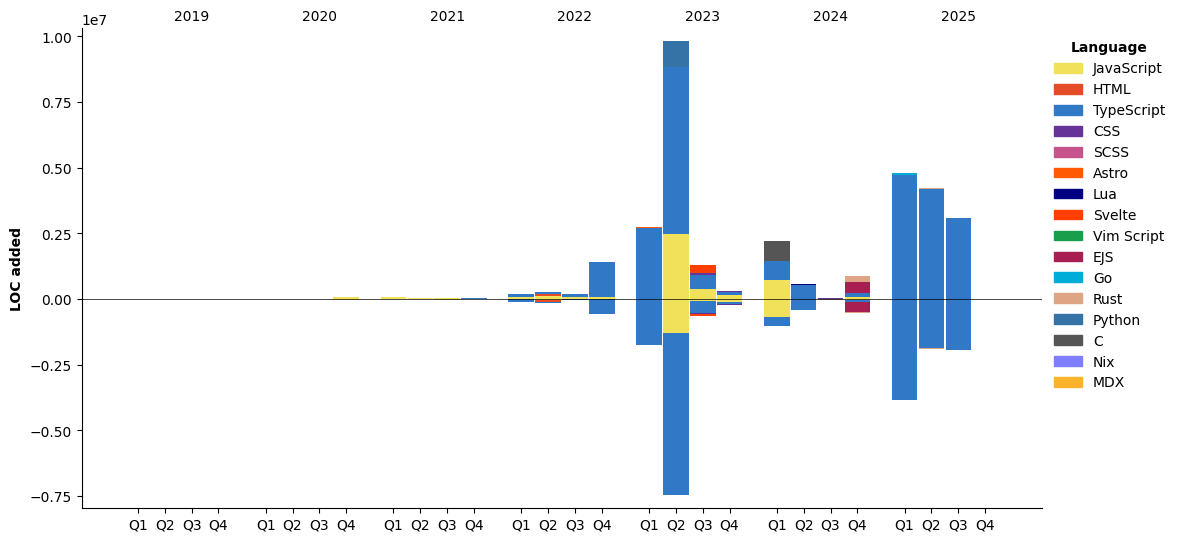 2019 2020 2021 2022 2023 2024 2025
1e7
1.00
0.75
0.50
0.25
0.00
−0.25
−0.50
−0.75
LOC added
Q1 Q2 Q3 Q4 Q1 Q2 Q3 Q4 Q1 Q2 Q3 Q4 Q1 Q2 Q3 Q4 Q1 Q2 Q3 Q4 Q1 Q2 Q3 Q4 Q1 Q2 Q3 Q4
Language
JavaScript
HTML
TypeScript
CSS
SCSS
Astro
Lua
Svelte
Vim Script
EJS
Go
Rust
Python
C
Nix
MDX